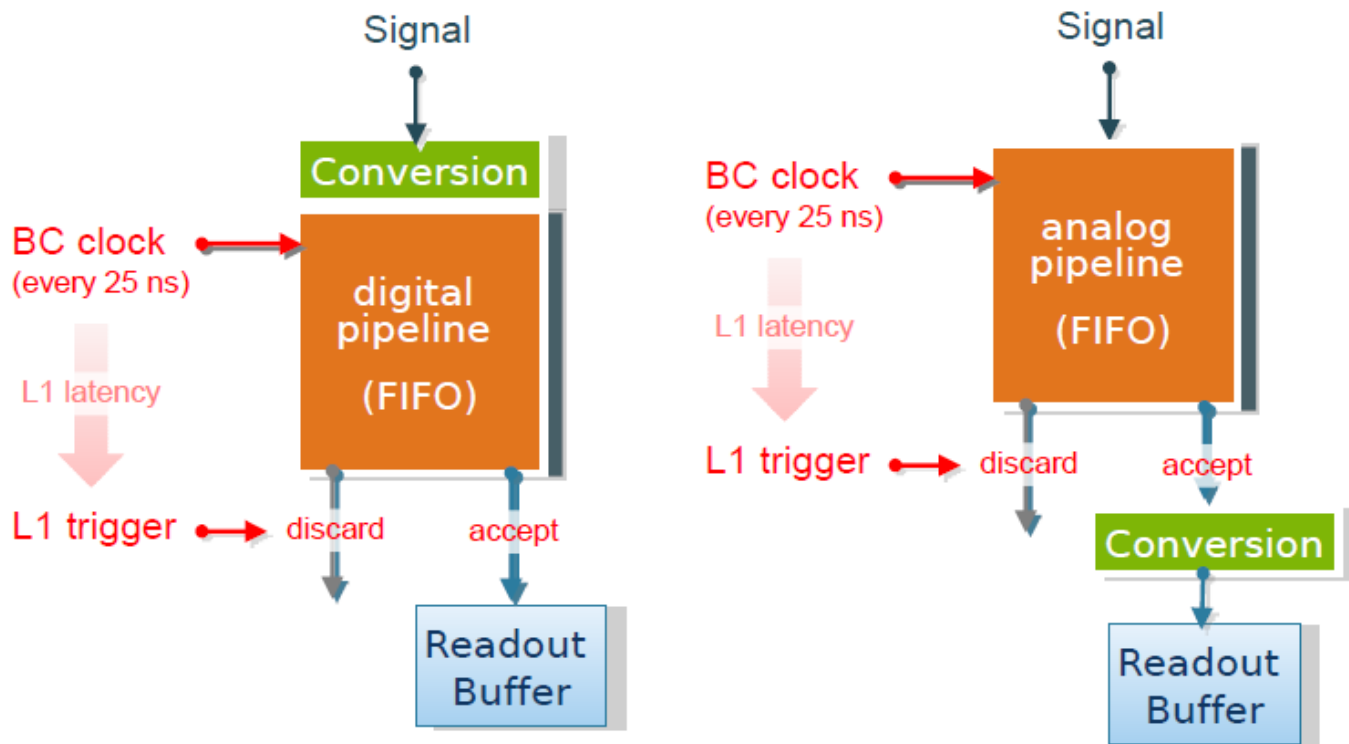 Signal
Conversion
BC clock
(every 25 ns)
digital
pipeline
(FIFO)
L1 latency
L1 trigger
discard
accept
Readout
Buffer
Signal
BC clock
(every 25 ns)
analog
pipeline
(FIFO)
L1 latency
L1 trigger
discard
accept
Conversion
Readout
Buffer